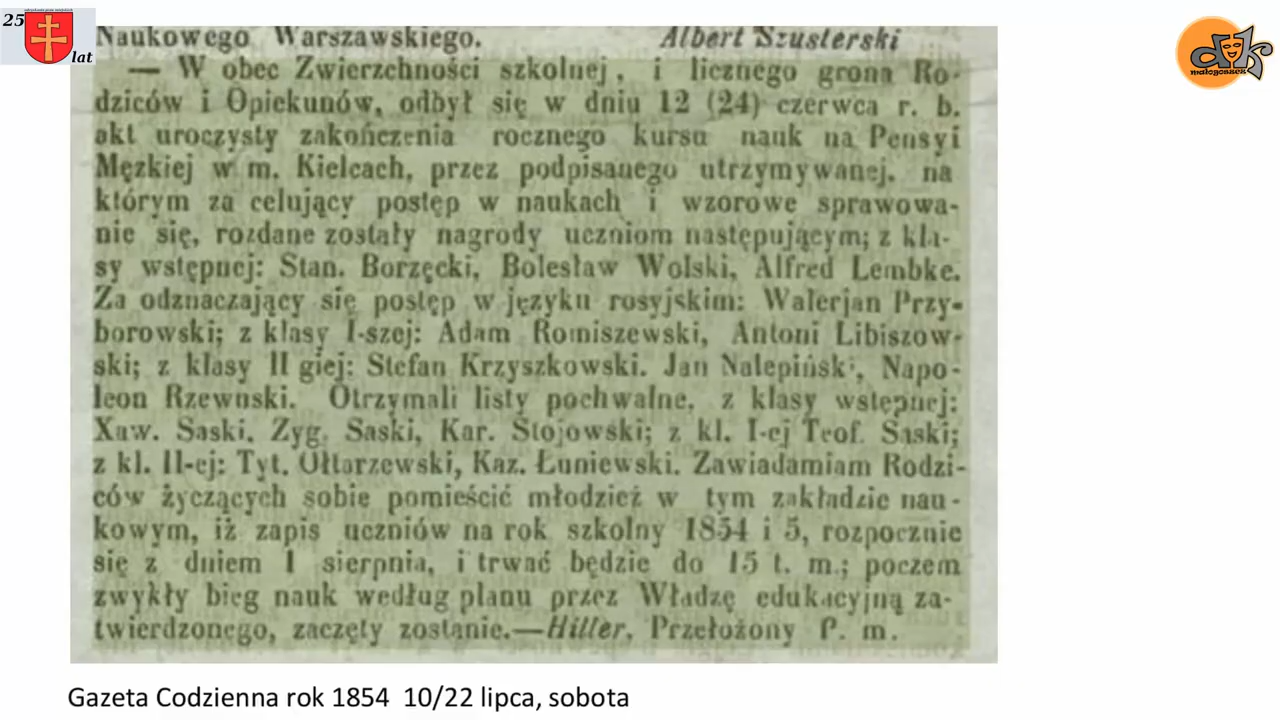 25
lat
małogoszcz
Naukowego Warszawskiego. Albert Szusterski
— W obec Zwierzchności szkolnej, i licznego grona Ro-
dziców i Opiekunów, odbył się w dniu 12 (24) czerwca r. b.
akt uroczysty zakończenia rocznego kursu nauk na Pensyi
Męzkiej w m. Kielcach, przez podpisanego utrzymywanej, na
którym za celujący postęp w naukach i wzorowe sprawowa-
nie się, rozdane zostały nagrody uczniom następującym; z kla-
sy wstępnej: Stan. Borzęcki, Bolesław Wolski, Alfred Lembke.
Za odznaczający się postęp w języku rosyjskim: Walerjan Przy-
borowski; z klasy I-szej: Adam Romiszewski, Antoni Libiszow-
ski; z klasy II giej: Stefan Krzyszkowski. Jan Nalepiński, Napo-
leon Rzewuski. Otrzymali listy pochwalne, z klasy wstępnej:
Xaw. Saski, Zyg. Saski, Kar. Stojowski; z kl. I-ej Teof. Saski;
z kl. II-ej: Tyt. Ołtarzewski, Kaz. Łuniewski. Zawiadamiam Rodzi-
ców życzących sobie pomieścić młodzież w tym zakładzie nau-
kowym, iż zapis uczniów na rok szkolny 1854 i 5, rozpocznie
się z dniem 1 sierpnia, i trwać będzie do 15 t. m.; poczem
zwykły bieg nauk według planu przez Władzę edukacyjną za-
twierdzonego, zaczęty zostanie.—Hiller, Przełożony P. m.
Gazeta Codzienna rok 1854 10/22 lipca, sobota